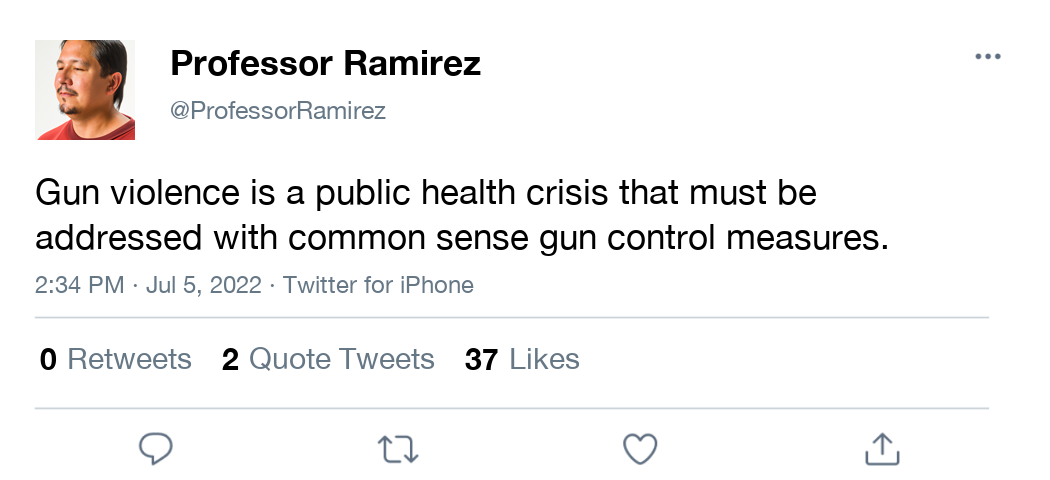 Professor Ramirez
@ProfessorRamirez
Gun violence is a public health crisis that must be
addressed with common sense gun control measures.
2:34 PM · Jul 5, 2022 · Twitter for iPhone
0 Retweets 2 Quote Tweets 37 Likes